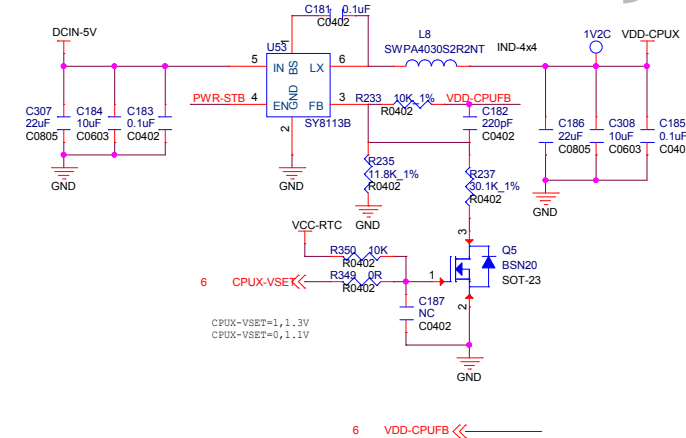 C181 0.1uF
C0402
DCIN-5V
L8
SWPA4030S2R2NT
IND-4x4
1V2C
VDD-CPUX
U53
5 IN BS LX 6
PWR-STB 4 EN GND FB 3
2
SY8113B
R233 10K_1%
R0402
VDD-CPUFB
C307
22uF
C0805
C184
10uF
C0603
C183
0.1uF
C0402
C182
220pF
C0402
C186
22uF
C0805
C308
10uF
C0603
C185
0.1uF
C040
GND
GND
R235
11.8K_1%
R0402
GND
R237
30.1K_1%
R0402
GND
VCC-RTC
R350 10K
R0402
6 CPUX-VSET
R349 0R
R0402
1
3
2
Q5
BSN20
SOT-23
C187
NC
C0402
CPUX-VSET=1,1.3V
CPUX-VSET=0,1.1V
GND
6 VDD-CPUFB